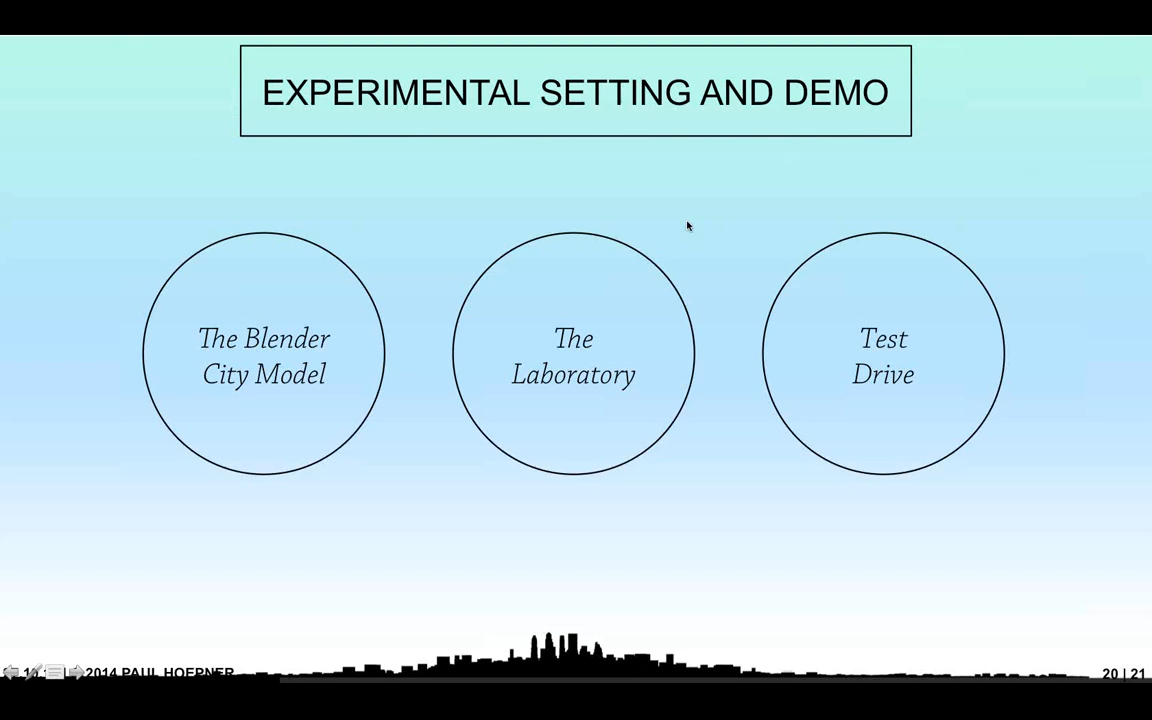 EXPERIMENTAL SETTING AND DEMO
The Blender
City Model
The
Laboratory
Test
Drive
2014 PAUL HOEPNER
20 | 21